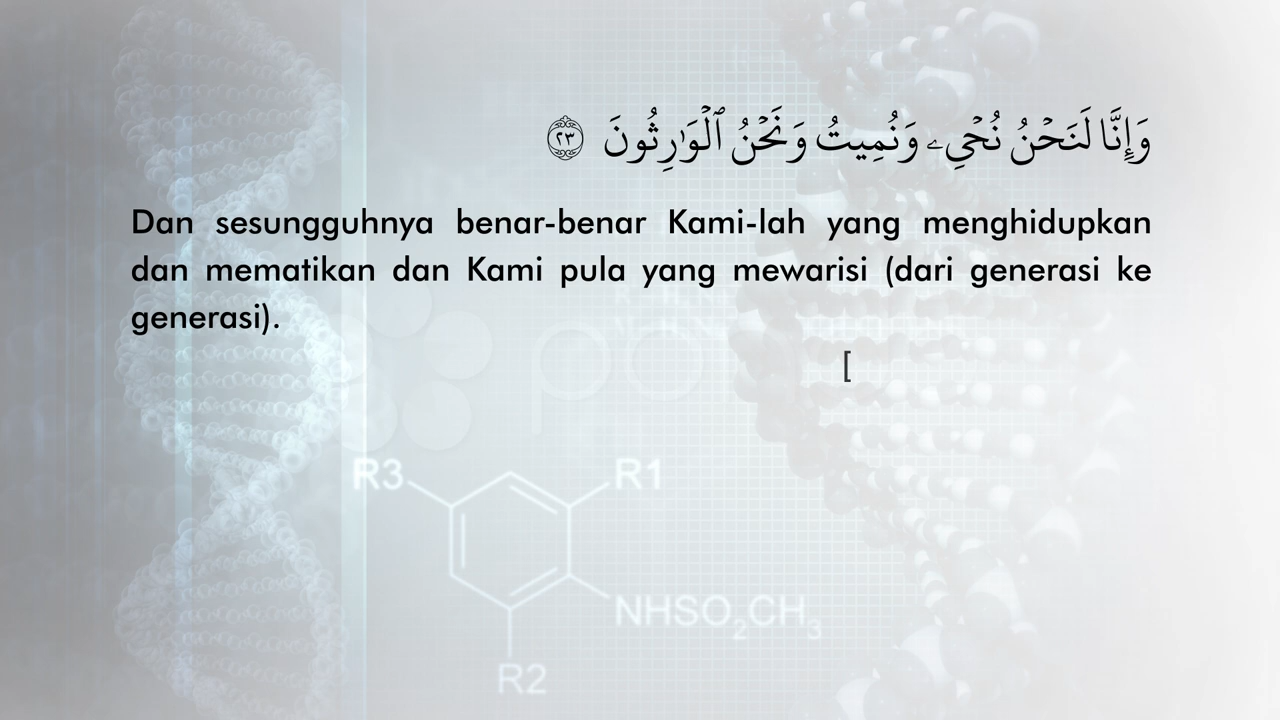 وَإِنَّا لَنَحۡنُ نُحۡيِۦ وَنُمِيتُ وَنَحۡنُ ٱلۡوَٰرِثُونَ ٢٣
Dan sesungguhnya benar-benar Kami-lah yang menghidupkan
dan mematikan dan Kami pula yang mewarisi (dari generasi ke
generasi).
[
R3
R1
NHSO₂CH₃
R2